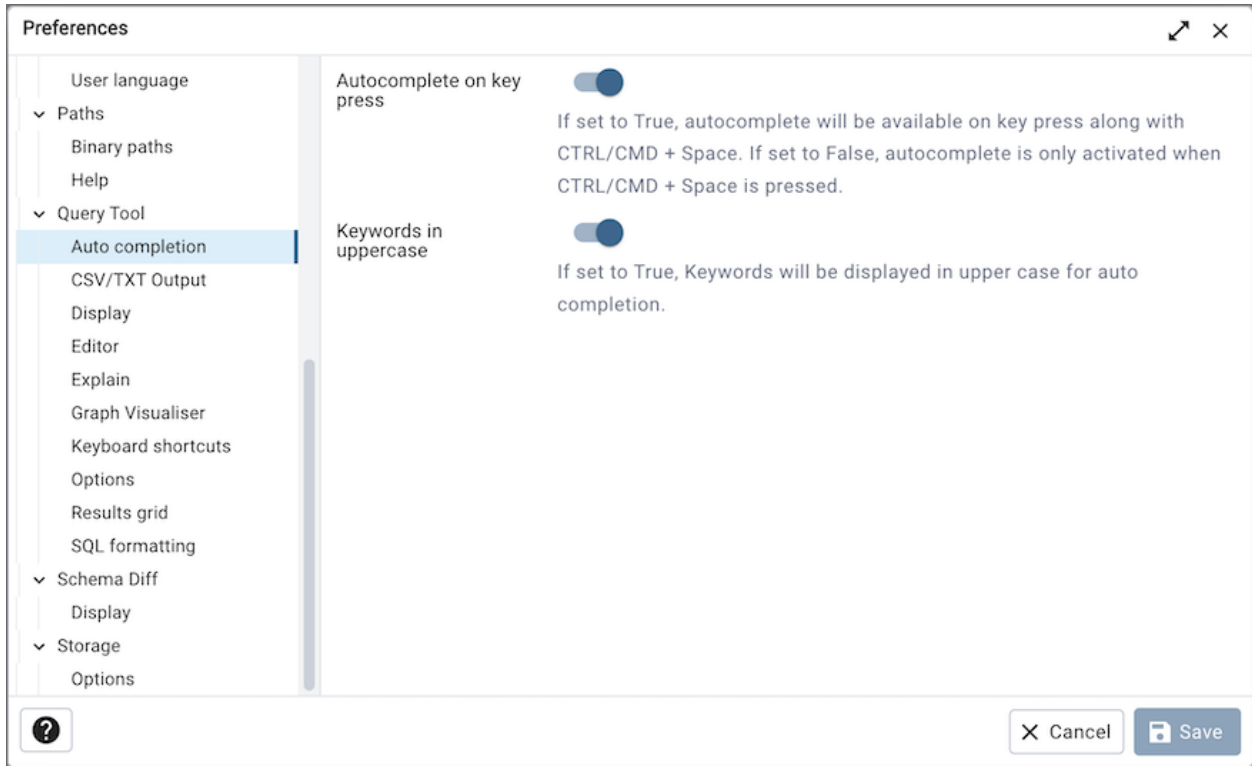 Preferences
User language
Paths
Binary paths
Help
Query Tool
Auto completion
CSV/TXT Output
Display
Editor
Explain
Graph Visualiser
Keyboard shortcuts
Options
Results grid
SQL formatting
Schema Diff
Display
Storage
Options
Autocomplete on key
press
If set to True, autocomplete will be available on key press along with
CTRL/CMD + Space. If set to False, autocomplete is only activated when
CTRL/CMD + Space is pressed.
Keywords in
uppercase
If set to True, Keywords will be displayed in upper case for auto
completion.
?
Cancel
Save